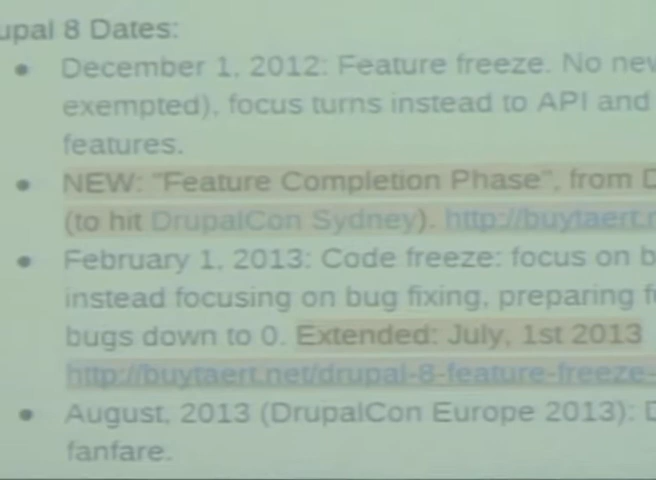 upal 8 Dates:
December 1, 2012: Feature freeze. No new
exempted), focus turns instead to API and
features.
NEW: "Feature Completion Phase", from D
(to hit DrupalCon Sydney). http://buytaert.n
February 1, 2013: Code freeze: focus on b
instead focusing on bug fixing, preparing fu
bugs down to 0. Extended: July, 1st 2013
http://buytaert.net/drupal-8-feature-freeze-
August, 2013 (DrupalCon Europe 2013): D
fanfare.